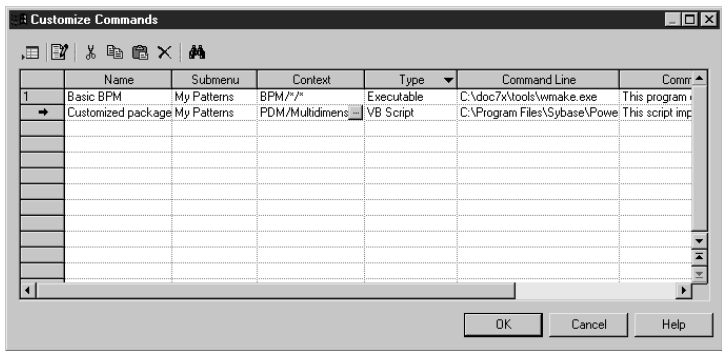 Customize Commands
Name Submenu Context Type Command Line Comm
1 Basic BPM My Patterns BPM/*/* Executable C:\doc7x\tools\wmake.exe This program
Customized package My Patterns PDM/Multidimens ... VB Script C:\Program Files\Sybase\Powe This script imp
OK Cancel Help